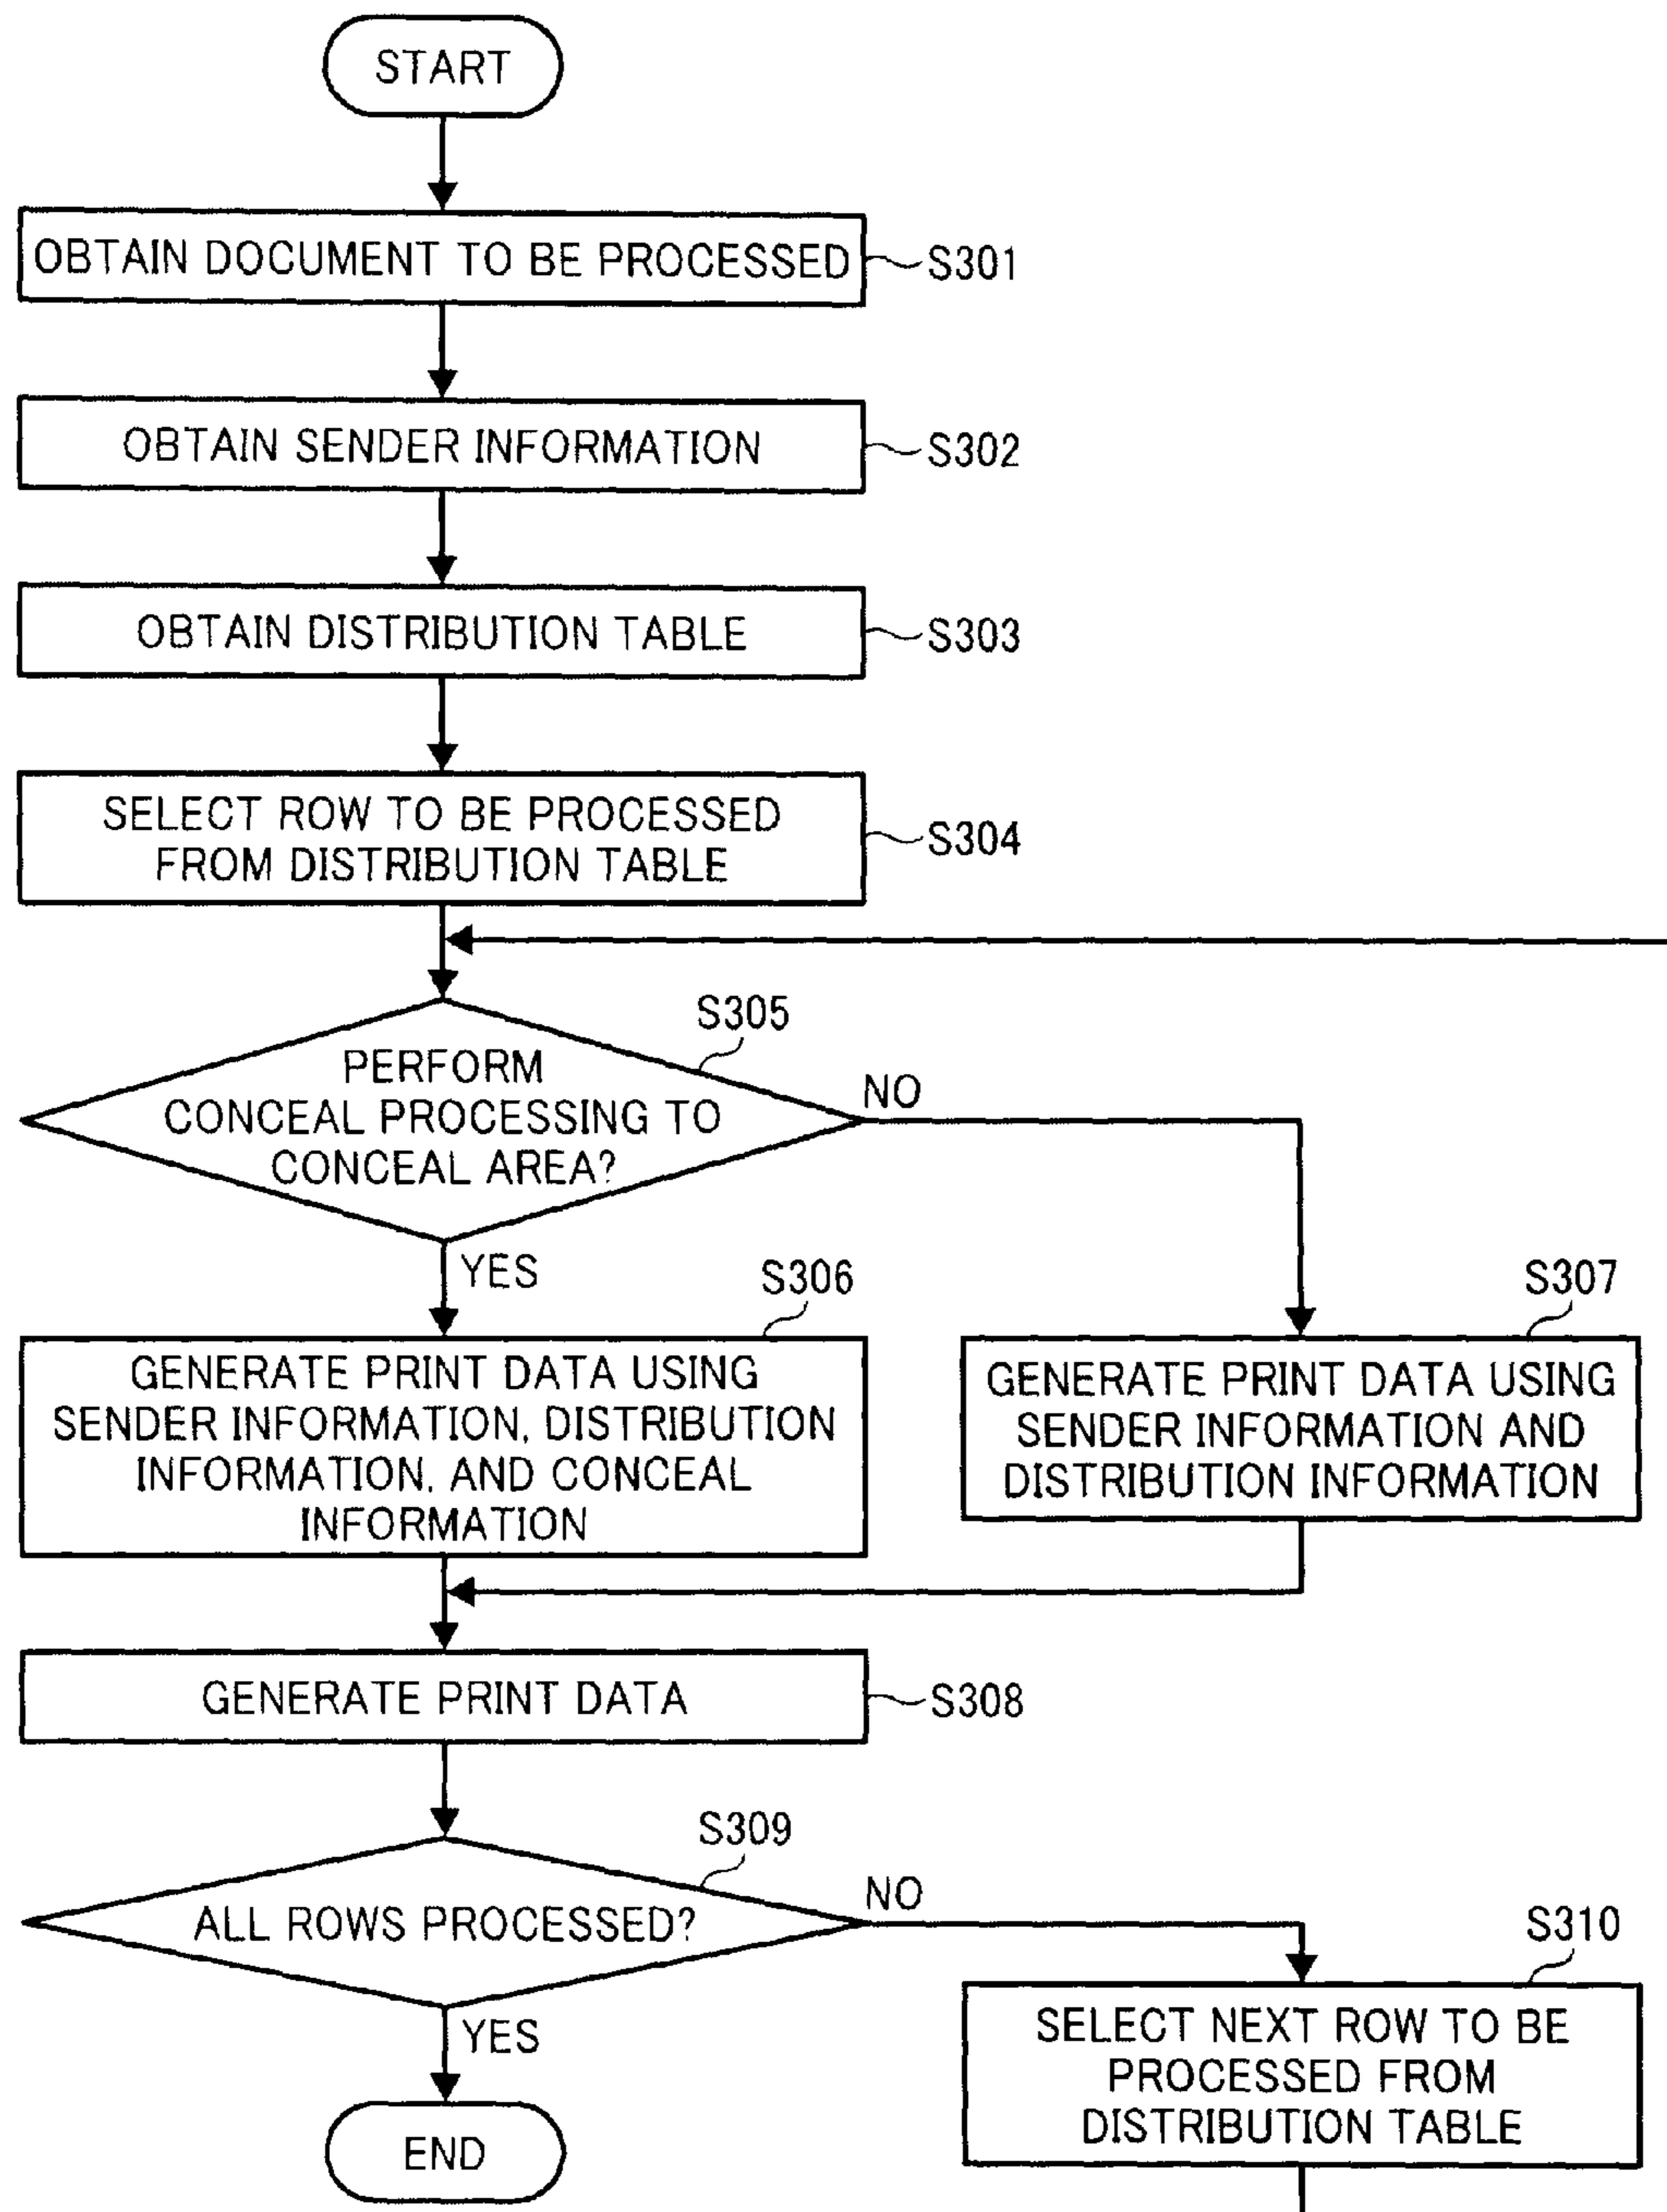 START
OBTAIN DOCUMENT TO BE PROCESSED
S301
OBTAIN SENDER INFORMATION
S302
OBTAIN DISTRIBUTION TABLE
S303
SELECT ROW TO BE PROCESSED
FROM DISTRIBUTION TABLE
S304
S305
PERFORM
CONCEAL PROCESSING TO
CONCEAL AREA?
NO
YES
S306
GENERATE PRINT DATA USING
SENDER INFORMATION, DISTRIBUTION
INFORMATION, AND CONCEAL
INFORMATION
S307
GENERATE PRINT DATA USING
SENDER INFORMATION AND
DISTRIBUTION INFORMATION
GENERATE PRINT DATA
S308
S309
ALL ROWS PROCESSED?
NO
YES
S310
SELECT NEXT ROW TO BE
PROCESSED FROM
DISTRIBUTION TABLE
END